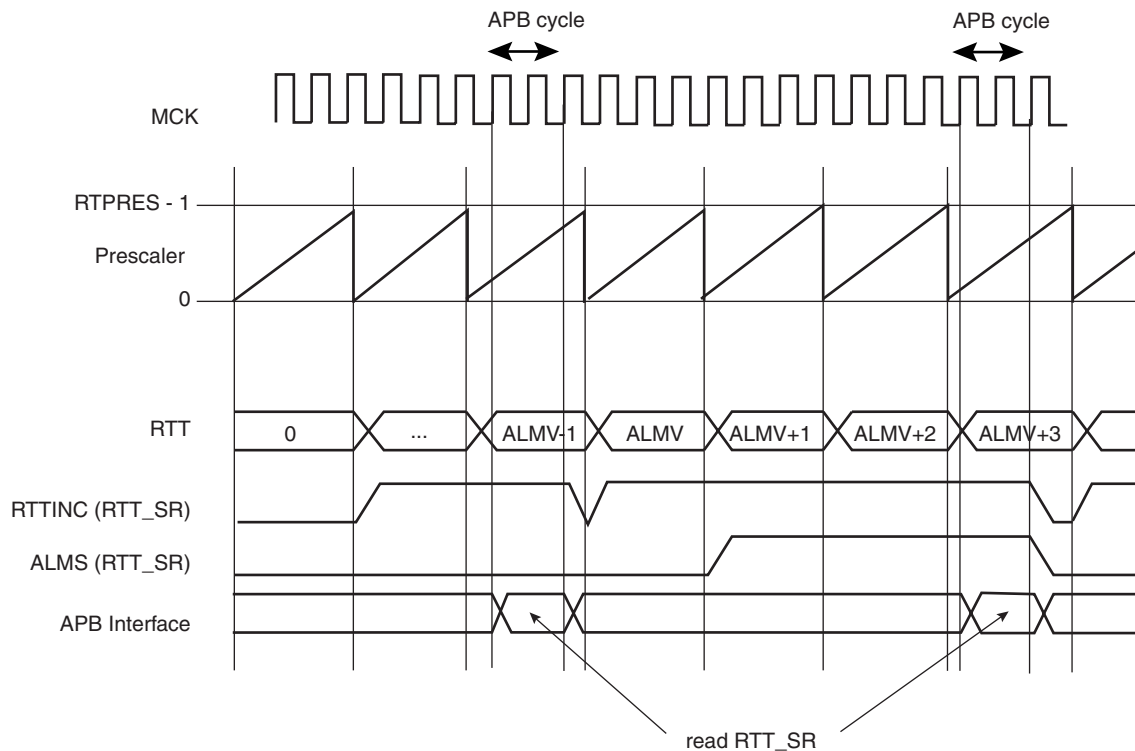 APB cycle
APB cycle
MCK
RTPRES - 1
Prescaler
0
RTT
0
...
ALMV-1
ALMV
ALMV+1
ALMV+2
ALMV+3
RTTINC (RTT_SR)
ALMS (RTT_SR)
APB Interface
read RTT_SR